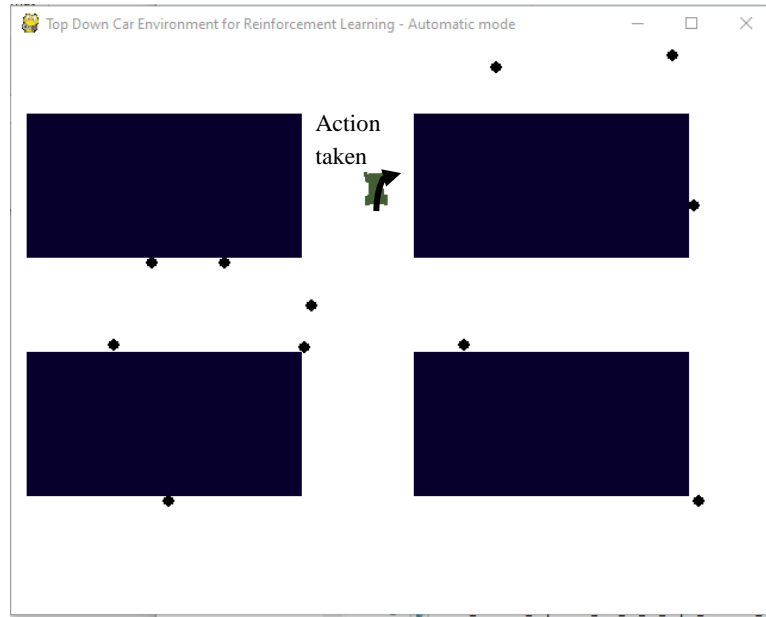 Top Down Car Environment for Reinforcement Learning - Automatic mode
Action
taken